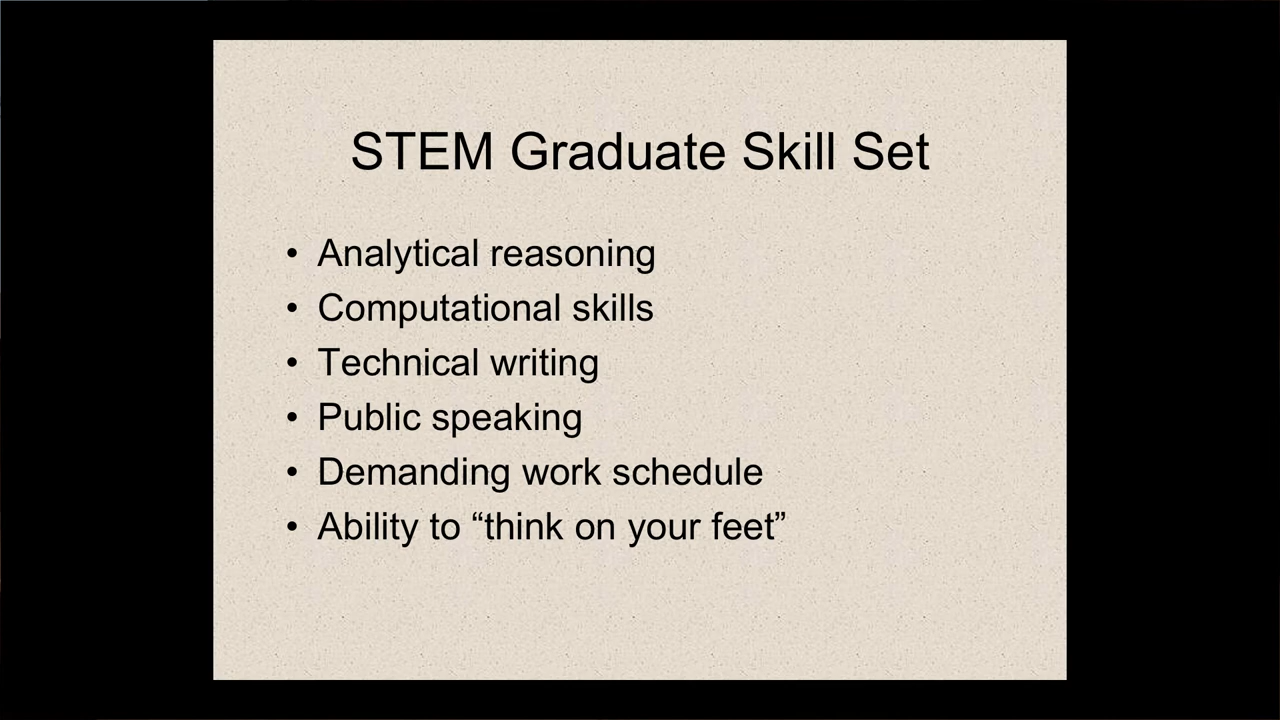 STEM Graduate Skill Set
• Analytical reasoning
• Computational skills
• Technical writing
• Public speaking
• Demanding work schedule
• Ability to “think on your feet”